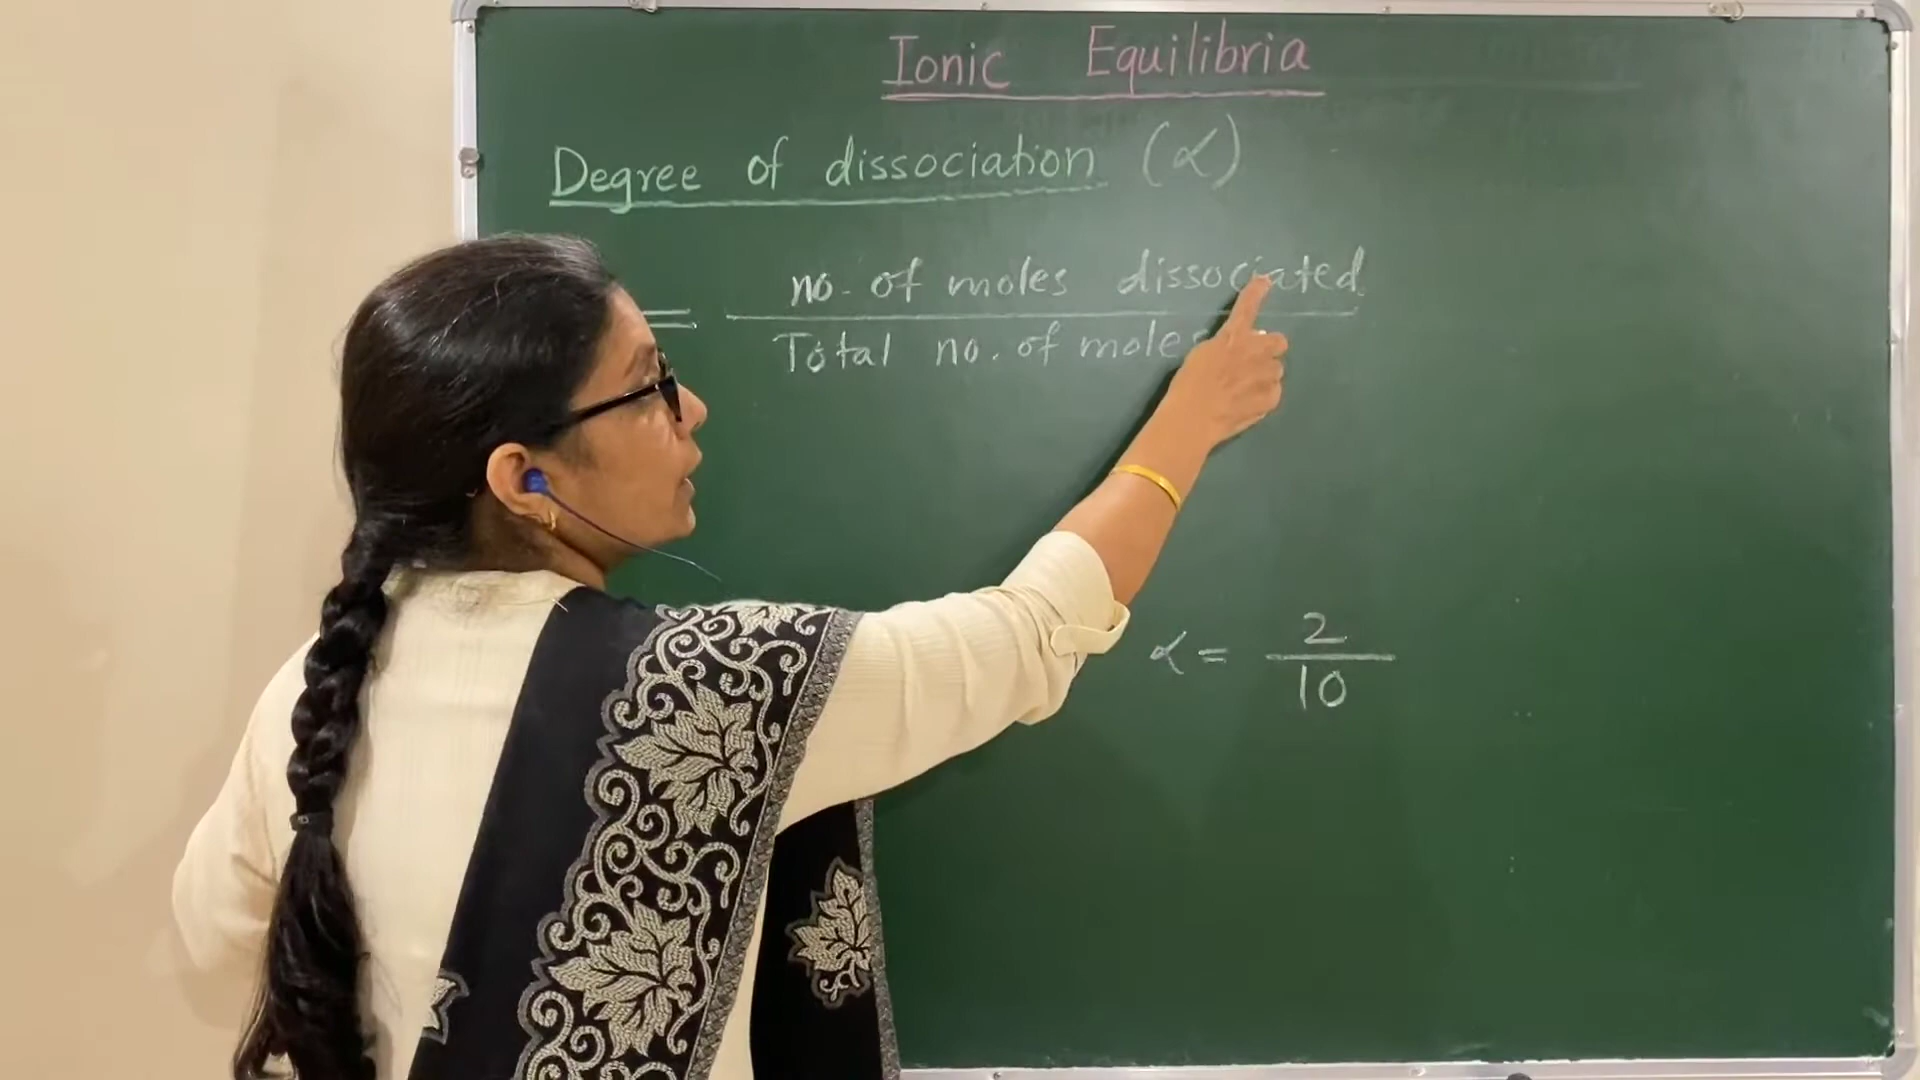 Ionic Equilibria
Degree of dissociation (α)
= no. of moles dissociated
Total no. of moles
α = 2
10